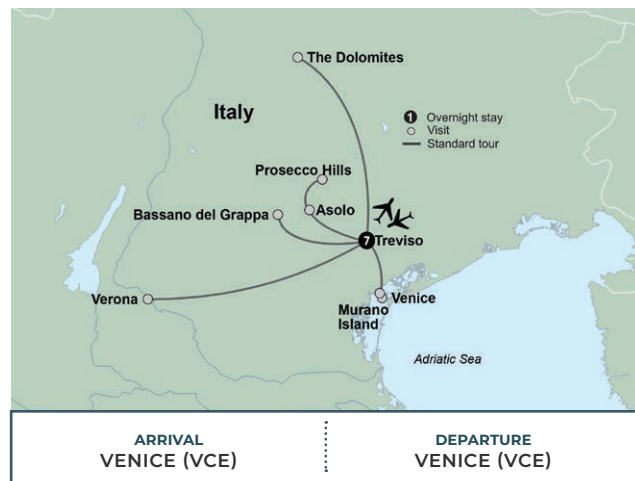 The Dolomites
Italy
1 Overnight stay
Visit
Standard tour
Prosecco Hills
Bassano del Grappa
Asolo
7 Treviso
Verona
Venice
Murano
Island
Adriatic Sea
ARRIVAL
VENICE (VCE)
DEPARTURE
VENICE (VCE)